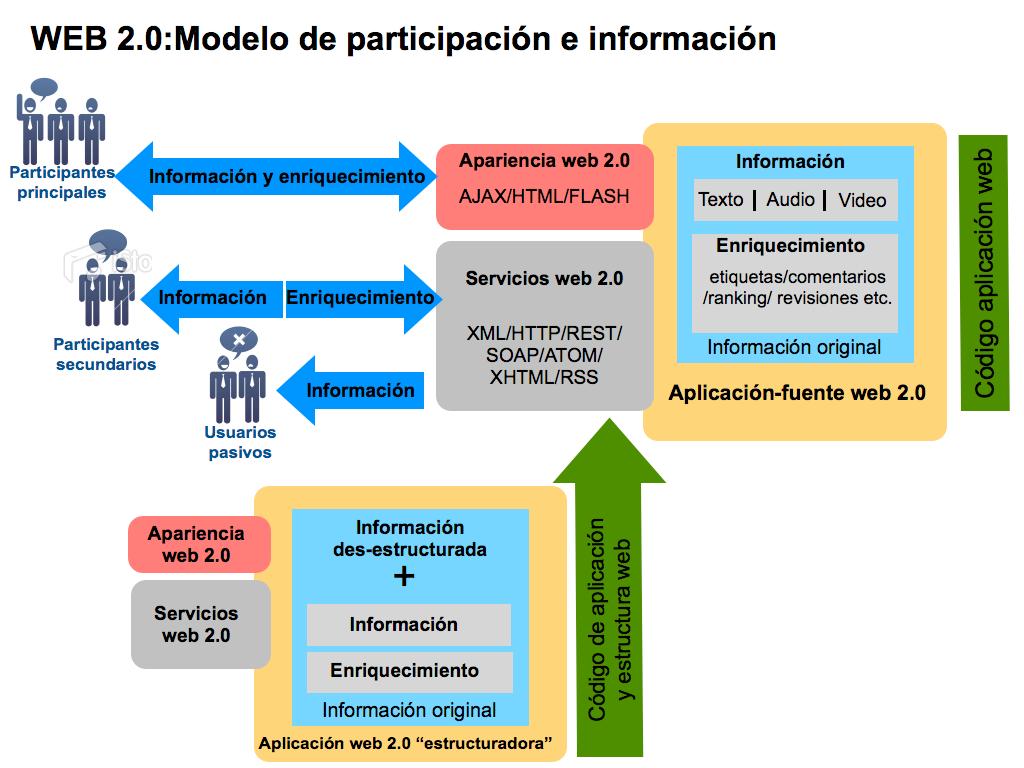 WEB 2.0:Modelo de participación e información
Participantes
principales
Información y enriquecimiento
Apariencia web 2.0
AJAX/HTML/FLASH
Información
Texto | Audio | Video
Enriquecimiento
etiquetas/comentarios
/ranking/ revisiones etc.
Información original
Aplicación-fuente web 2.0
Código aplicación web
Participantes
secundarios
Información
Enriquecimiento
Servicios web 2.0
XML/HTTP/REST/
SOAP/ATOM/
XHTML/RSS
Usuarios
pasivos
Información
Apariencia
web 2.0
Servicios
web 2.0
Información
des-estructurada
+
Información
Enriquecimiento
Información original
Aplicación web 2.0 “estructuradora”
Código de aplicación
y estructura web